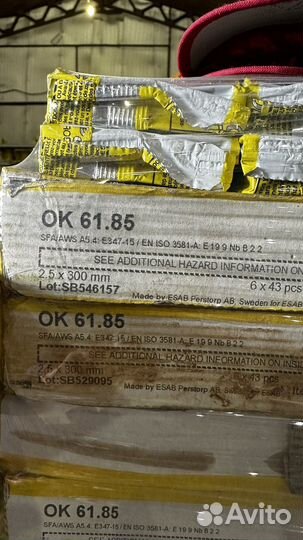 OK 61.85
SFA/AWS A5.4: E347-15 / EN ISO 3581-A: E 19 9 Nb B 2 2
SEE ADDITIONAL HAZARD INFORMATION ON
2.5 x 300 mm 6 x 43 pcs
Lot:SB546157 Made by ESAB Perstorp AB, Sweden for ESAB
OK 61.85
SFA/AWS A5.4: E347-15 / EN ISO 3581-A: E 19 9 Nb B 2 2
SEE ADDITIONAL HAZARD INFORMATION ON INSI
2.5 x 300 mm x 43 pcs
Lot:SB529095 Made by ESAB Perstorp AB, Sweden for ESAB
OK 61.85
SFA/AWS A5.4: E347-15 / EN ISO 3581-A: E 19 9 Nb B 2 2
Avito